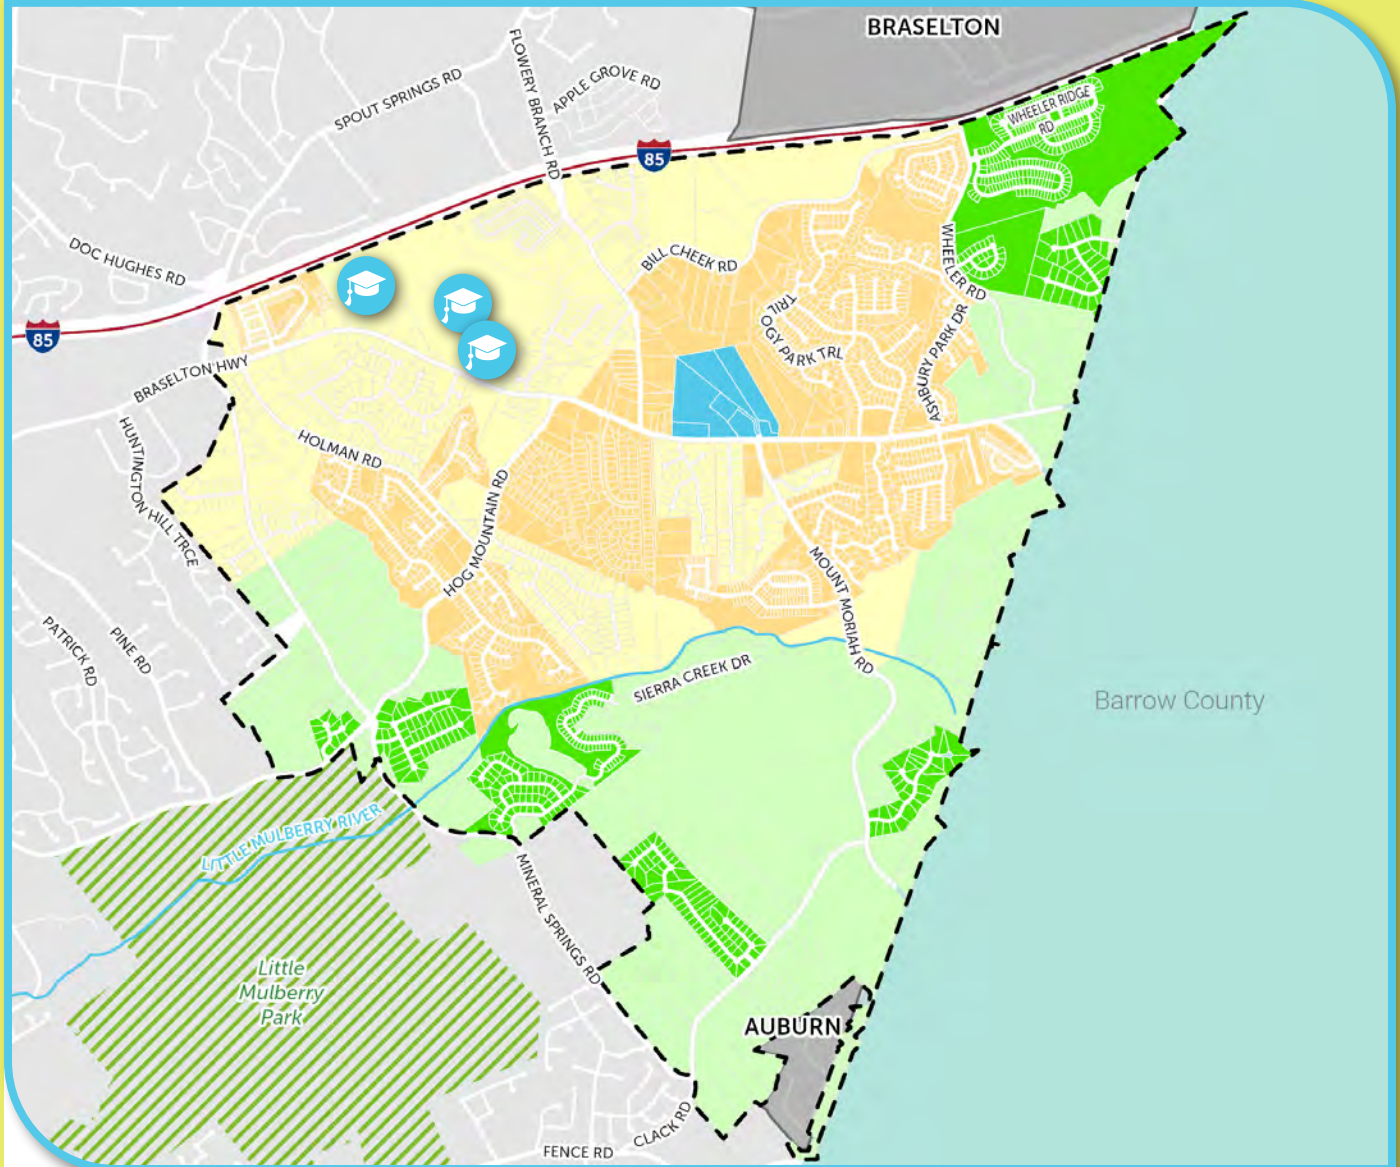 BRASELTON
FLOWERY BRANCH RD
SPOUT SPRINGS RD
APPLE GROVE RD
WHEELER RIDGE
RD
85
DOC HUGHES RD
BILL CHEEK RD
WHEELER RD
TRIL
OGY PARK TRL
ASHBURY PARK DR
85
BRASELTON HWY
HUNTINGTON
HILL TRCE
HOLMAN RD
HOG MOUNTAIN RD
MOUNT MORIAH RD
PATRICK RD
PINE RD
SIERRA CREEK DR
Barrow County
LITTLE MULBERRY RIVER
MINERAL SPRINGS RD
Little
Mulberry
Park
AUBURN
CLACK RD
FENCE RD